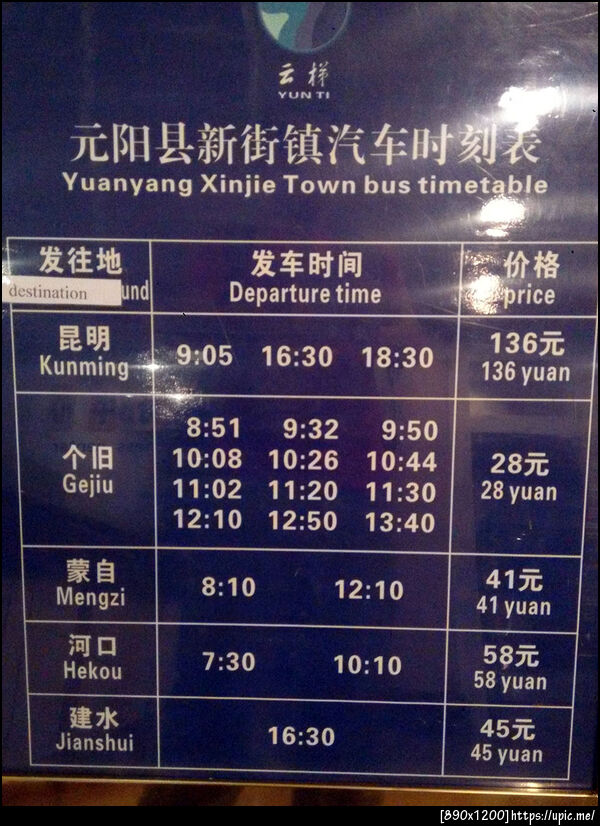 云梯
YUN TI
元阳县新街镇汽车时刻表
Yuanyang Xinjie Town bus timetable
发往地 发车时间 价格
destination und Departure time price
昆明
Kunming
9:05 16:30 18:30
136元
136 yuan
个旧
Gejiu
8:51 9:32 9:50
10:08 10:26 10:44
11:02 11:20 11:30
12:10 12:50 13:40
28元
28 yuan
蒙自
Mengzi
8:10 12:10
41元
41 yuan
河口
Hekou
7:30 10:10
58元
58 yuan
建水
Jianshui
16:30
45元
45 yuan
[890x1200]https://upic.me/